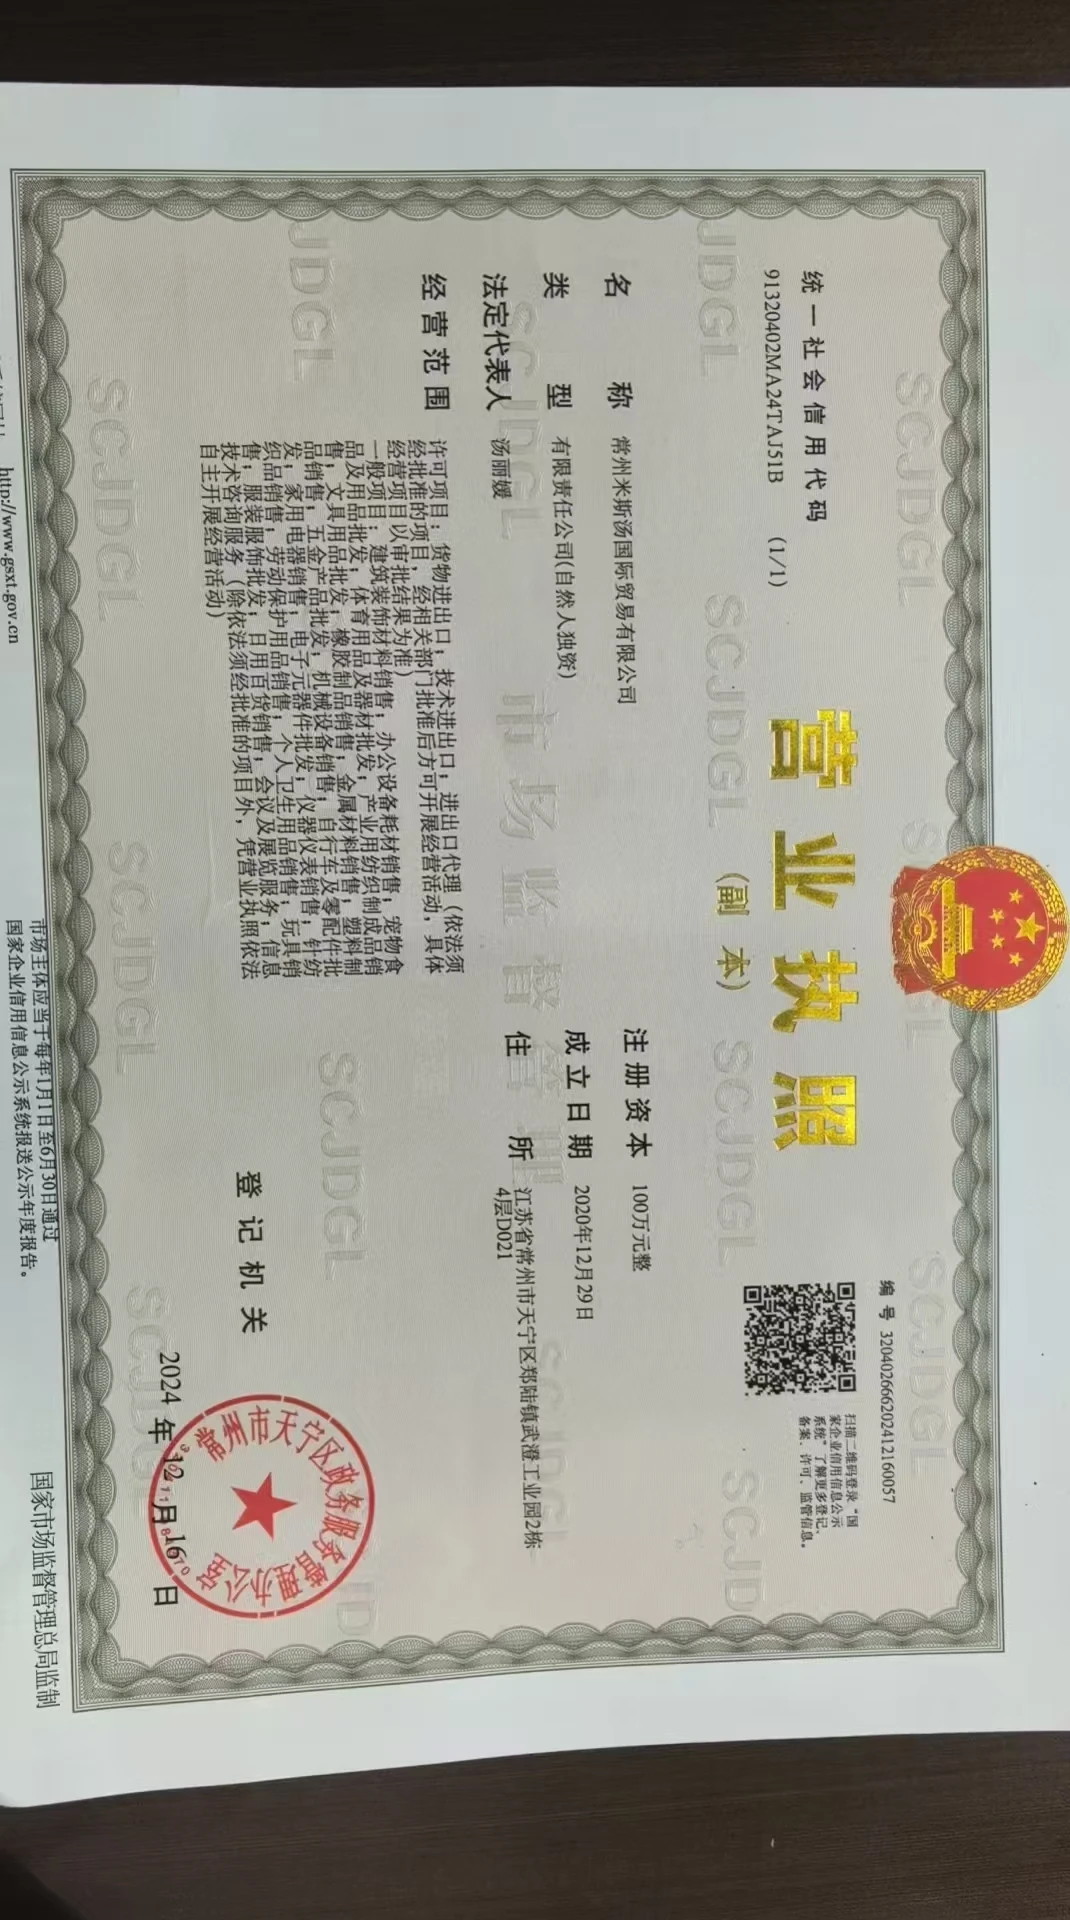 编 号 320402666202412160057
统一社会信用代码
91320402MA24TAJ51B (1/1)
营业执照
(副 本)
扫描二维码登录“国
家企业信用信息公示
系统”了解更多登记、
备案、许可、监管信息。
名 称 常州米斯汤国际贸易有限公司
类 型 有限责任公司(自然人独资)
法定代表人 汤丽媛
经营范围 许可项目：货物进出口；技术进出口；进出口代理（依法须
经批准的项目，经相关部门批准后方可开展经营活动，具体
经营项目以审批结果为准）
一般项目：建筑装饰材料销售；办公设备耗材销售；宠物食
品及用品批发；体育用品及器材批发；产业用纺织制成品销
售；文具用品批发；橡胶制品销售；金属材料销售；塑料制
品销售；五金产品批发；机械设备销售；自行车及零配件批
发；家用电器销售；电子元器件批发；仪器仪表销售；针纺
织品销售；劳动保护用品销售；个人卫生用品销售；玩具销
售；服装服饰批发；日用百货销售；会议及展览服务；信息
技术咨询服务（除依法须经批准的项目外，凭营业执照依法
自主开展经营活动）
注册资本 100万元整
成立日期 2020年12月29日
住 所 江苏省常州市天宁区郑陆镇武澄工业园2栋
4层D021
登记机关
常州市天宁区政务服务管理办公室
2024 年 12 月 16 日
http://www.gsxt.gov.cn
市场主体应当于每年1月1日至6月30日通过
国家企业信用信息公示系统报送公示年度报告。
国家市场监督管理总局监制
市场监督管理
SCJDGL